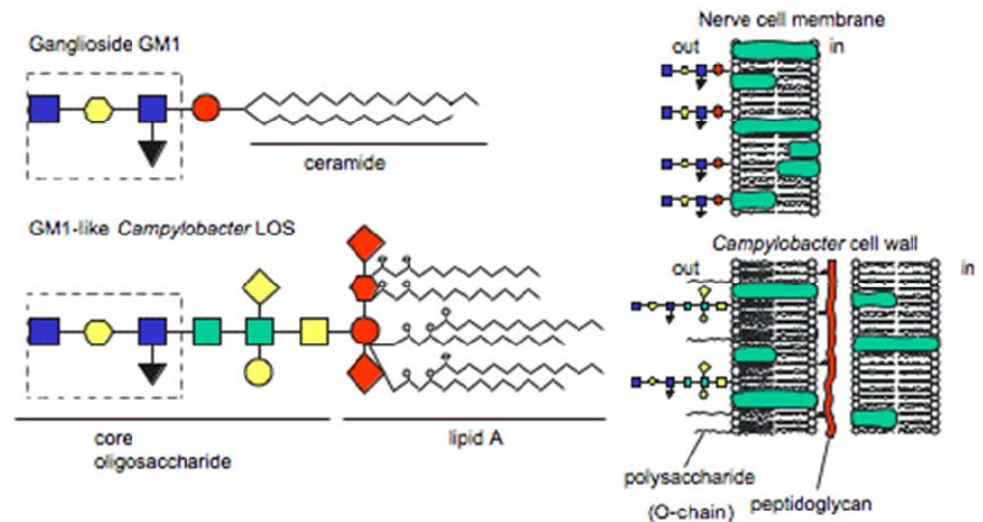 Ganglioside GM1
ceramide
GM1-like Campylobacter LOS
core
oligosaccharide
lipid A
Nerve cell membrane
out
in
Campylobacter cell wall
out
in
polysaccharide
(O-chain)
peptidoglycan